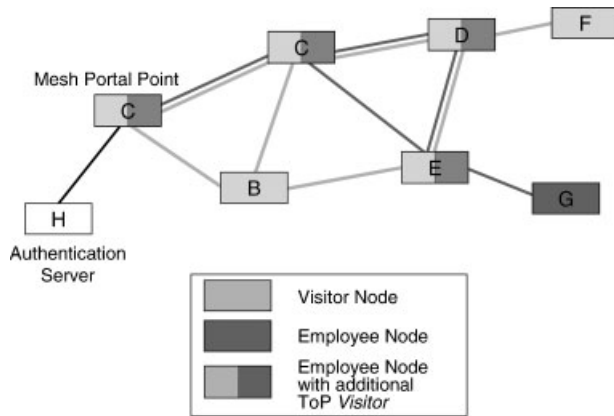 C
D
F
Mesh Portal Point
C
B
E
G
H
Authentication
Server
Visitor Node
Employee Node
Employee Node
with additional
ToP Visitor